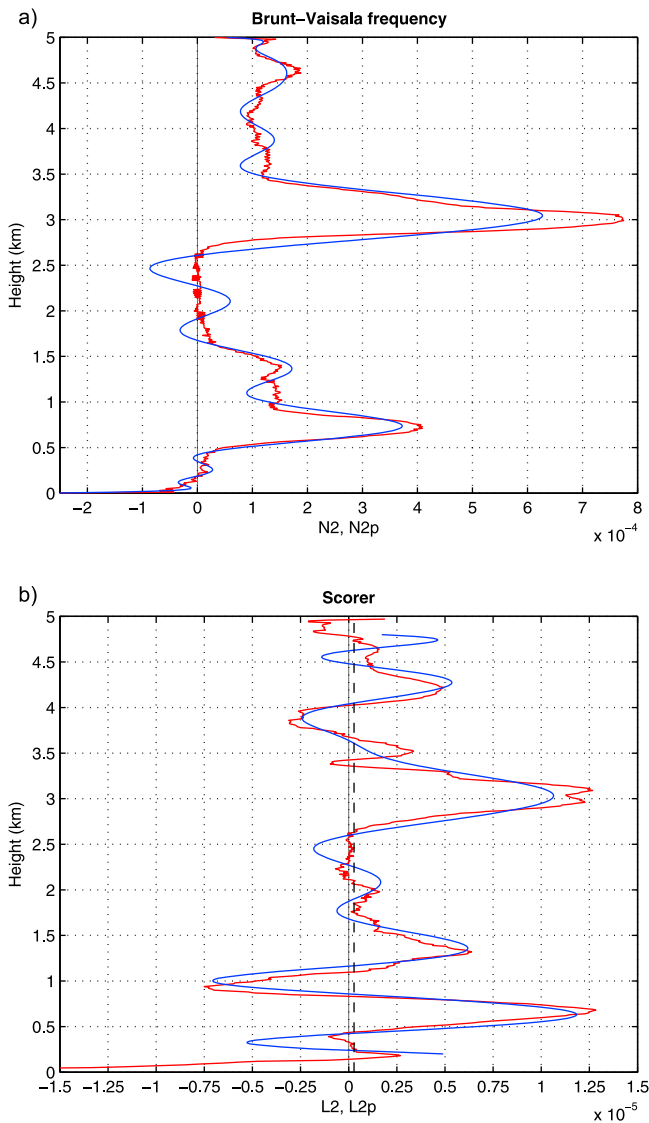 a)
Brunt–Vaisala frequency
5
4.5
4
3.5
3
2.5
2
1.5
1
0.5
0
Height (km)
−2 −1 0 1 2 3 4 5 6 7 8
N2, N2p
x 10⁻⁴
b)
Scorer
5
4.5
4
3.5
3
2.5
2
1.5
1
0.5
0
Height (km)
−1.5 −1.25 −1 −0.75 −0.5 −0.25 0 0.25 0.5 0.75 1 1.25 1.5
L2, L2p
x 10⁻⁵